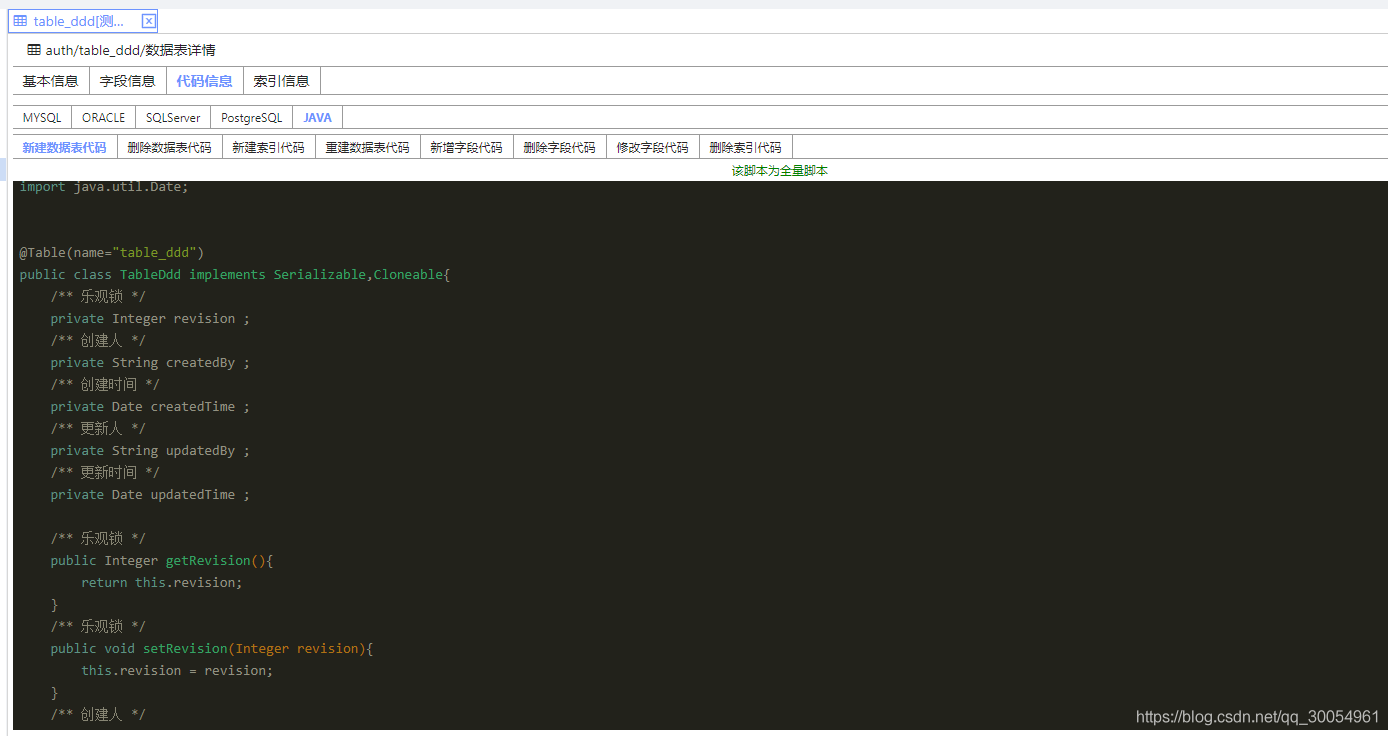 table_ddd[测...
auth/table_ddd/数据表详情
基本信息 字段信息 代码信息 索引信息
MYSQL ORACLE SQLServer PostgreSQL JAVA
新建数据表代码 删除数据表代码 新建索引代码 重建数据表代码 新增字段代码 删除字段代码 修改字段代码 删除索引代码
该脚本为全量脚本
import java.util.Date;
@Table(name="table_ddd")
public class TableDdd implements Serializable,Cloneable{
/** 乐观锁 */
private Integer revision ;
/** 创建人 */
private String createdBy ;
/** 创建时间 */
private Date createdTime ;
/** 更新人 */
private String updatedBy ;
/** 更新时间 */
private Date updatedTime ;
/** 乐观锁 */
public Integer getRevision(){
return this.revision;
}
/** 乐观锁 */
public void setRevision(Integer revision){
this.revision = revision;
}
/** 创建人 */
https://blog.csdn.net/qq_30054961